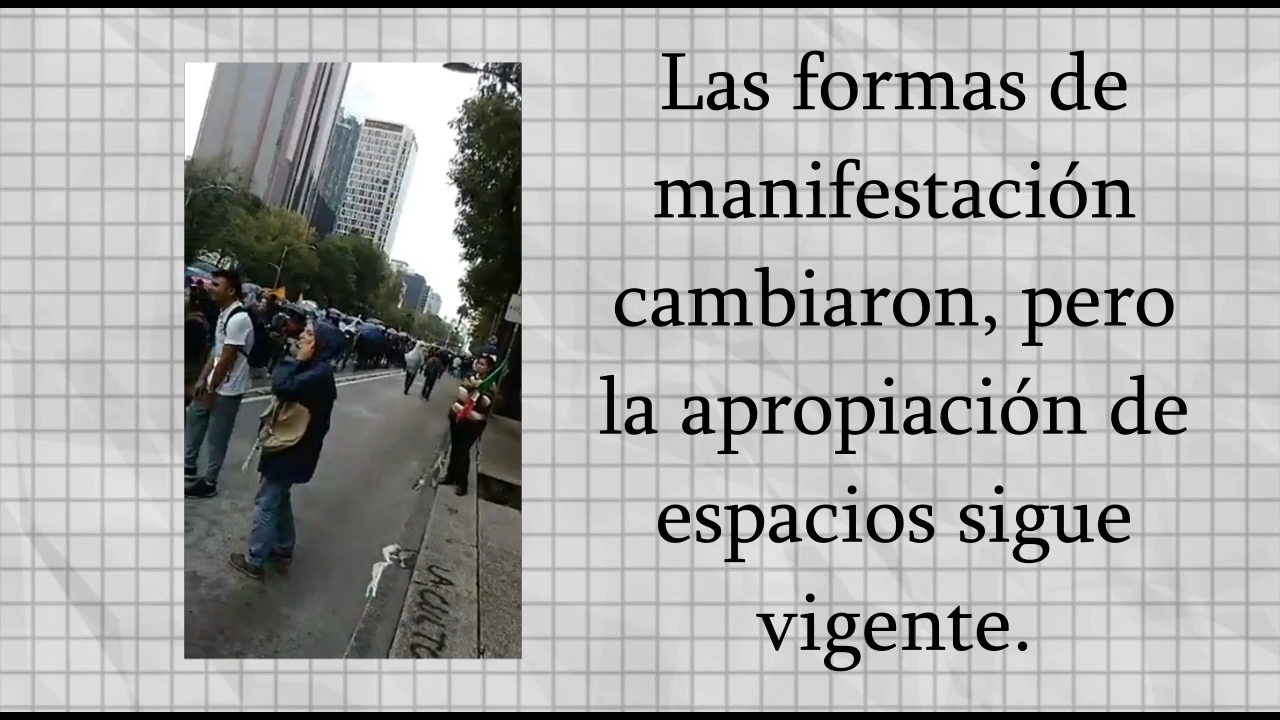 Las formas de
manifestación
cambiaron, pero
la apropiación de
espacios sigue
vigente.